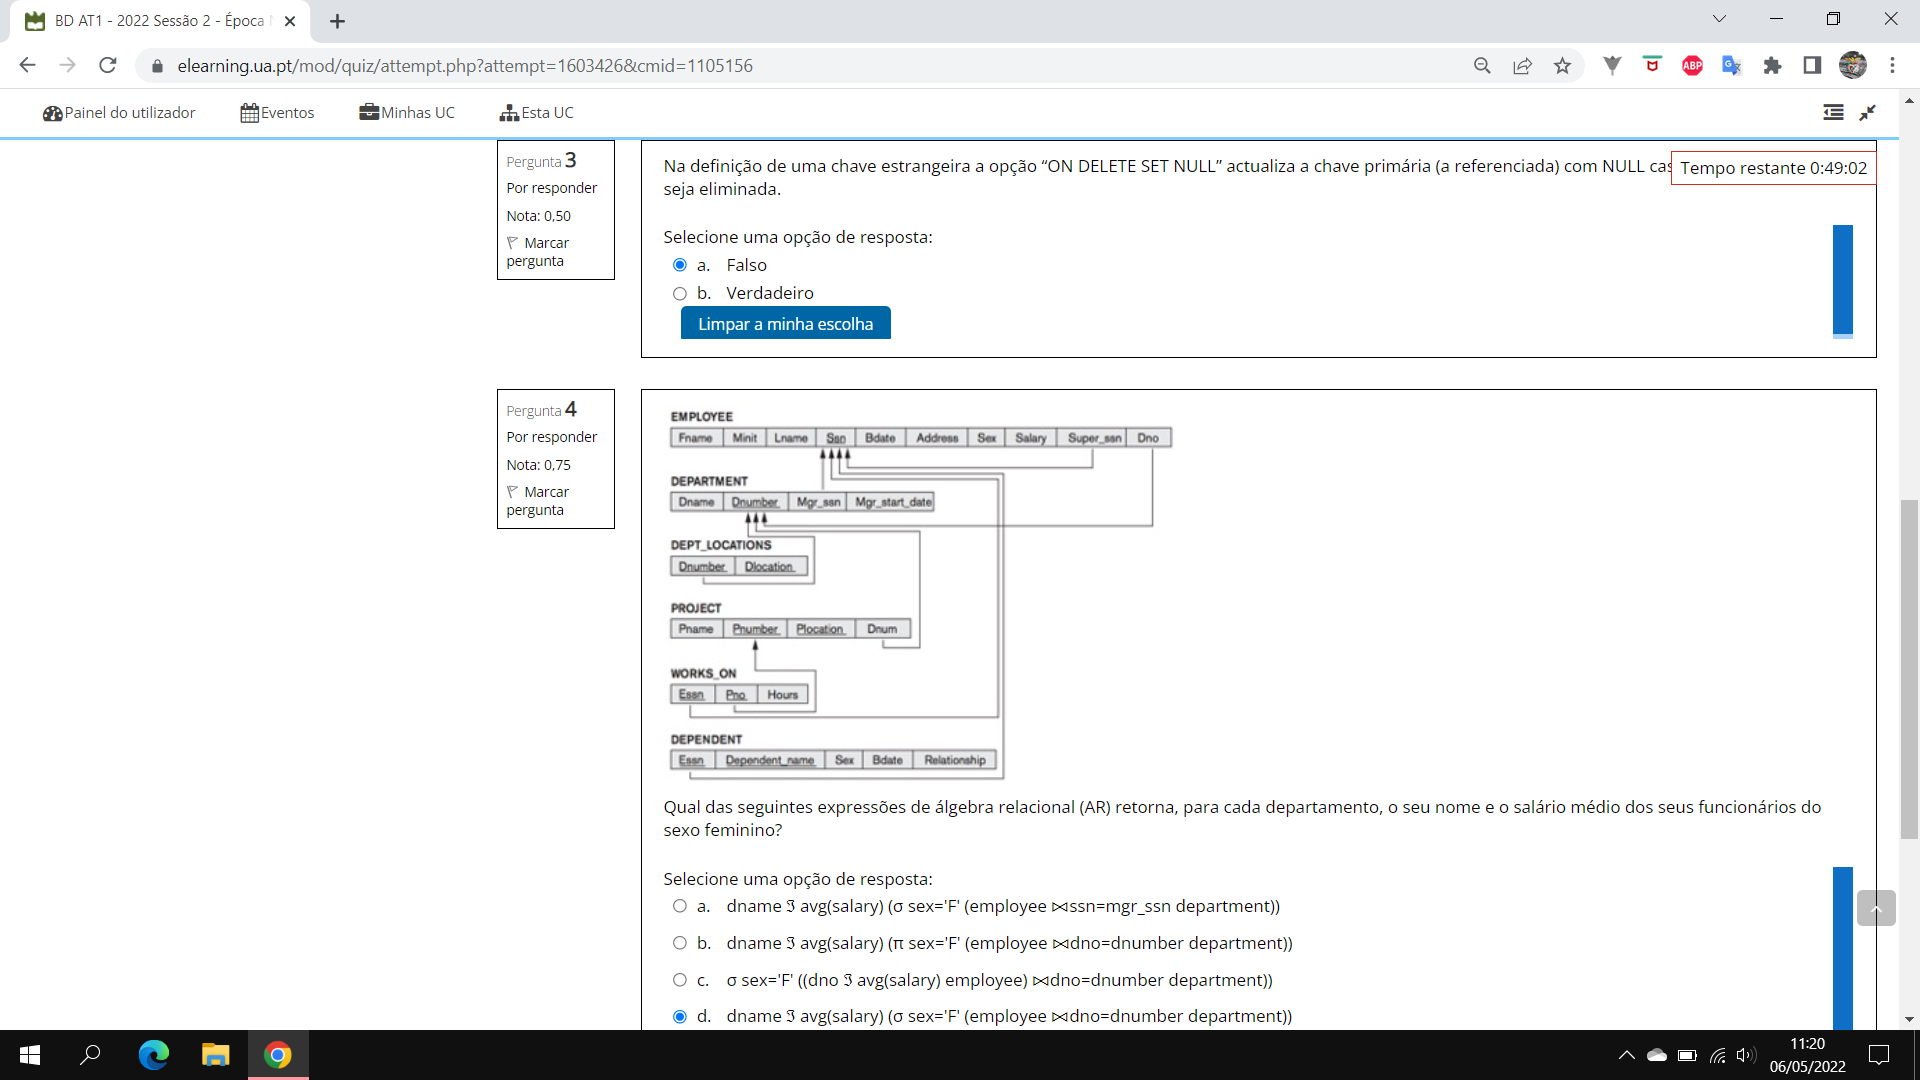 BD AT1 - 2022 Sessão 2 - Época
elearning.ua.pt/mod/quiz/attempt.php?attempt=1603426&cmid=1105156
ABP
Painel do utilizador Eventos Minhas UC Esta UC
Pergunta 3
Por responder
Nota: 0,50
Marcar
pergunta
Na definição de uma chave estrangeira a opção “ON DELETE SET NULL” actualiza a chave primária (a referenciada) com NULL cas
seja eliminada.
Tempo restante 0:49:02
Selecione uma opção de resposta:
a. Falso
b. Verdadeiro
Limpar a minha escolha
Pergunta 4
Por responder
Nota: 0,75
Marcar
pergunta
EMPLOYEE
Fname Minit Lname Ssn Bdate Address Sex Salary Super_ssn Dno
DEPARTMENT
Dname Dnumber Mgr_ssn Mgr_start_date
DEPT_LOCATIONS
Dnumber Dlocation
PROJECT
Pname Pnumber Plocation Dnum
WORKS_ON
Essn Pno Hours
DEPENDENT
Essn Dependent_name Sex Bdate Relationship
Qual das seguintes expressões de álgebra relacional (AR) retorna, para cada departamento, o seu nome e o salário médio dos seus funcionários do
sexo feminino?
Selecione uma opção de resposta:
a. dname ℑ avg(salary) (σ sex='F' (employee ⋈ssn=mgr_ssn department))
b. dname ℑ avg(salary) (π sex='F' (employee ⋈dno=dnumber department))
c. σ sex='F' ((dno ℑ avg(salary) employee) ⋈dno=dnumber department))
d. dname ℑ avg(salary) (σ sex='F' (employee ⋈dno=dnumber department))
11:20
06/05/2022